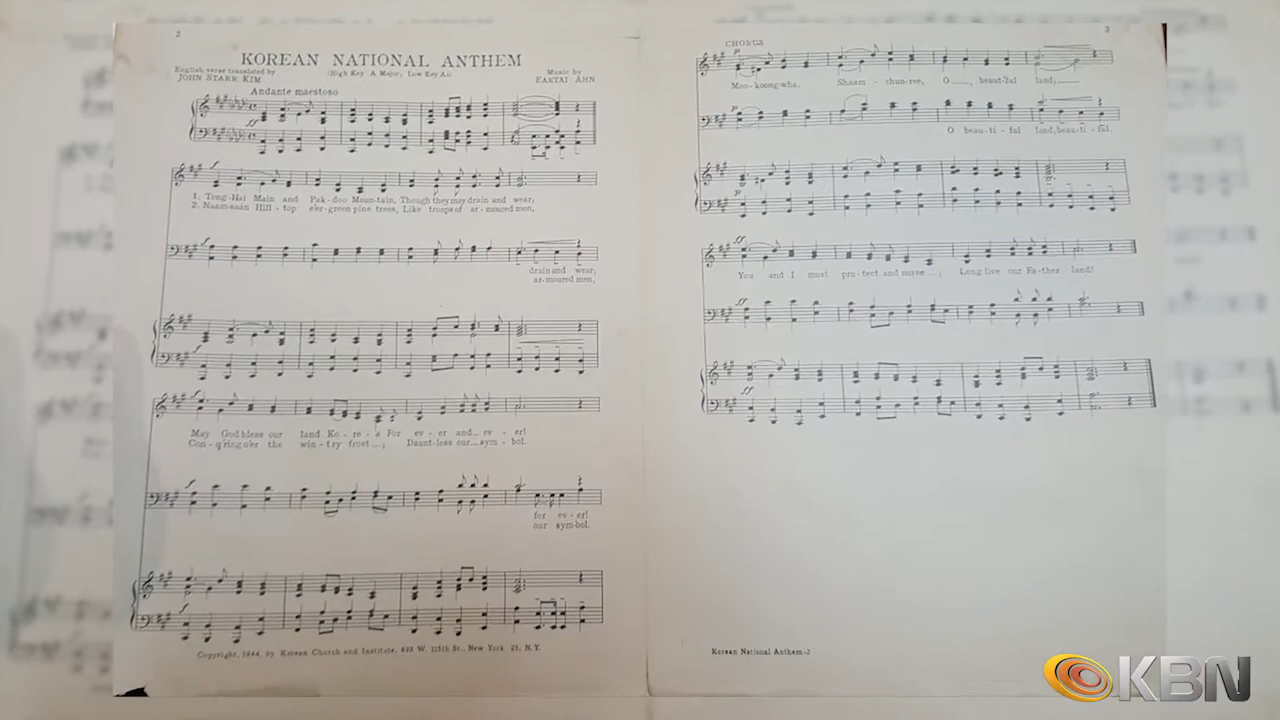 2
KOREAN NATIONAL ANTHEM
English verse translated by
JOHN STARR KIM
(High Key A Major; Low Key A♭)
Music by
EAKTAI AHN
Andante maestoso
ff
f
1. Tong-Hai Main and Pak-doo Moun-tain, Though they may drain and wear;
2. Naam-saan Hill-top e'er-green pine trees, Like troops of ar-moured men,
f
drain and wear;
ar-moured men,
f
f
May God bless our land Ko-re-a For ev-er and ev-er!
Con-q'ring o'er the win-try frost; Daunt-less our sym-bol.
f
for ev-er!
our sym-bol.
f
Copyright, 1944, by Korean Church and Institute, 633 W. 115th St., New York 25, N.Y.
3
CHORUS
p
Moo-koong-wha, Shaam-chun-ree, O beaut'ful land;
p
O beau-ti-ful land, beau-ti-ful.
p
ff
You and I must pro-tect and nurse; Long live our Fa-ther land!
ff
ff
Korean National Anthem-2
KBN